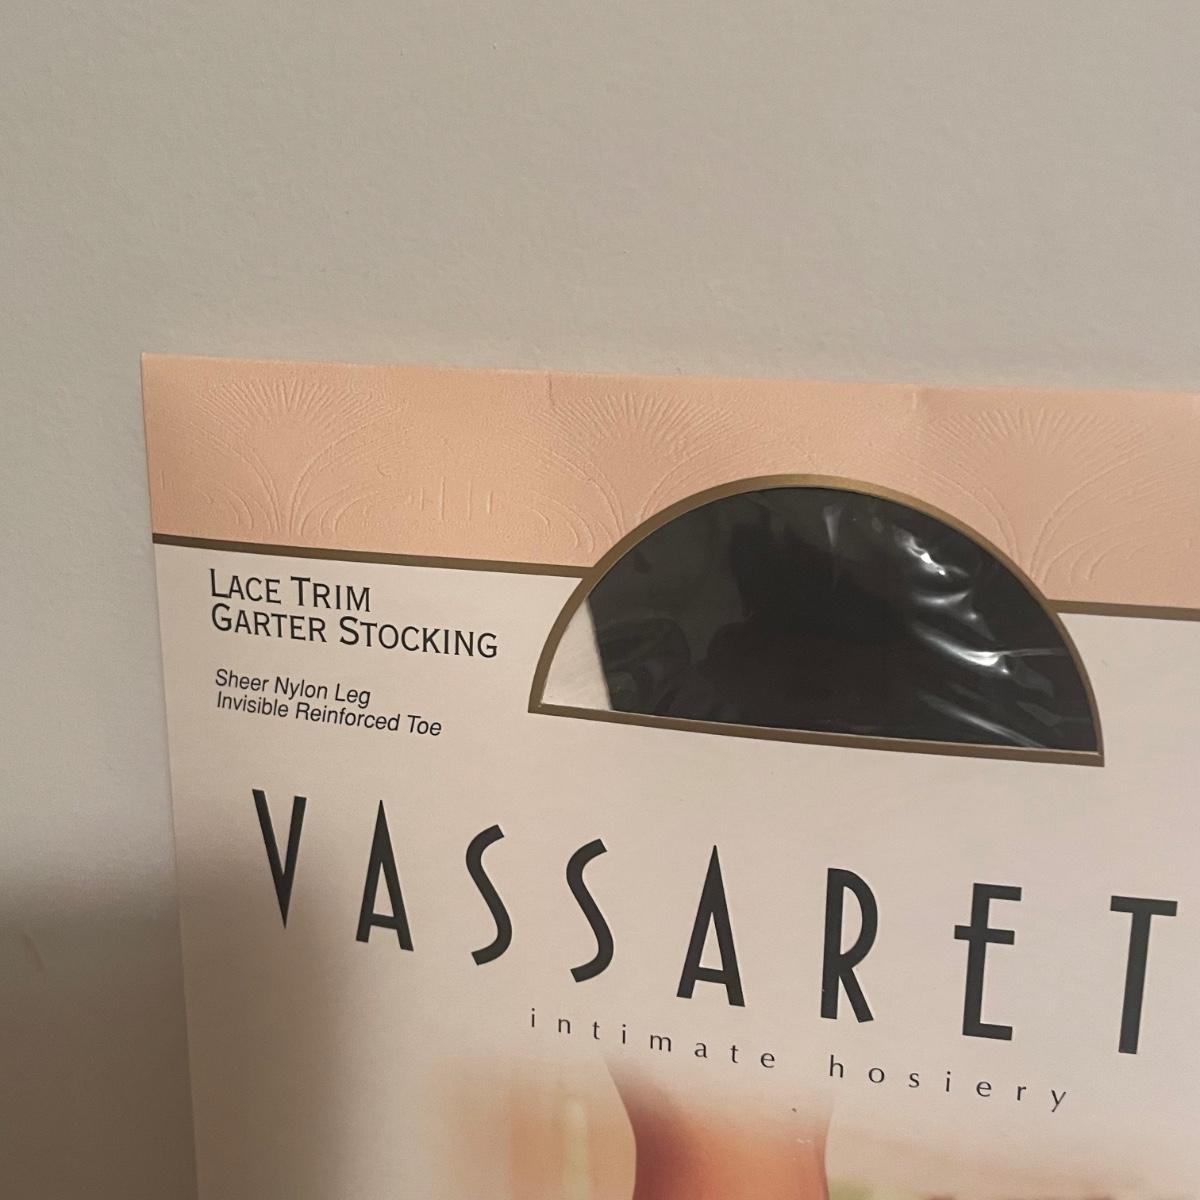 LACE TRIM
GARTER STOCKING
Sheer Nylon Leg
Invisible Reinforced Toe
VASSARET
intimate hosiery